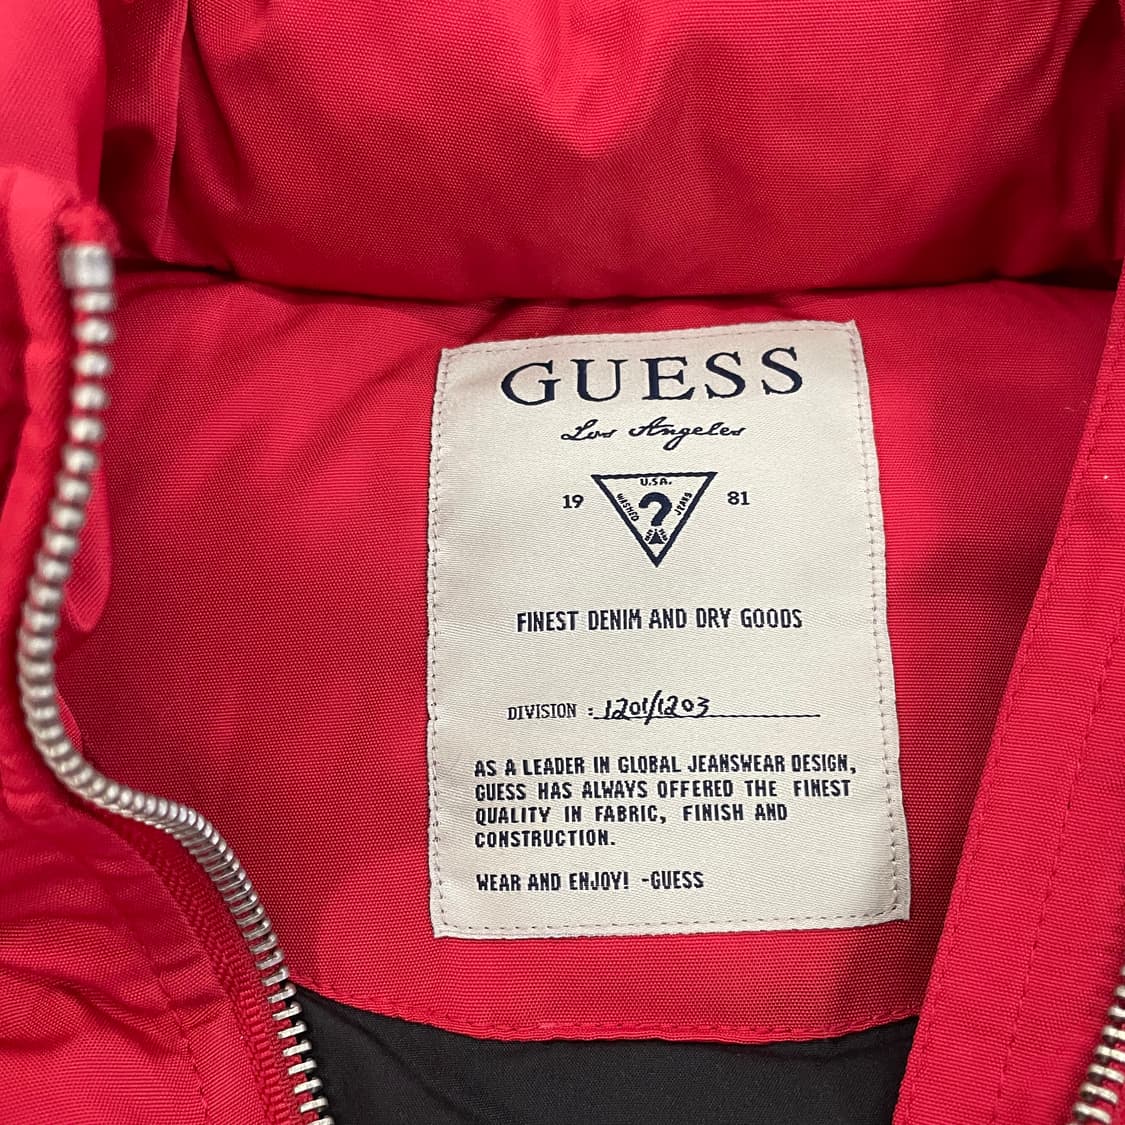 GUESS
Los Angeles
19 81
U.S.A.
WASHED ? JEANS
FINEST DENIM AND DRY GOODS
DIVISION : 1201/1203
AS A LEADER IN GLOBAL JEANSWEAR DESIGN,
GUESS HAS ALWAYS OFFERED THE FINEST
QUALITY IN FABRIC, FINISH AND
CONSTRUCTION.
WEAR AND ENJOY! -GUESS